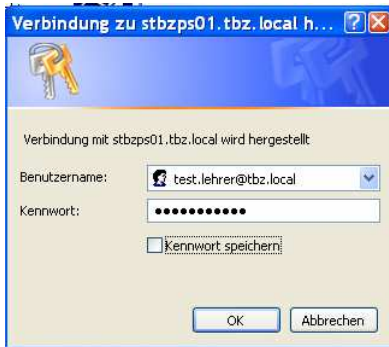 Verbindung zu stbzps01.tbz.local h...
Verbindung mit stbzps01.tbz.local wird hergestellt
Benutzername:
test.lehrer@tbz.local
Kennwort:
●●●●●●●●●●●
Kennwort speichern
OK
Abbrechen